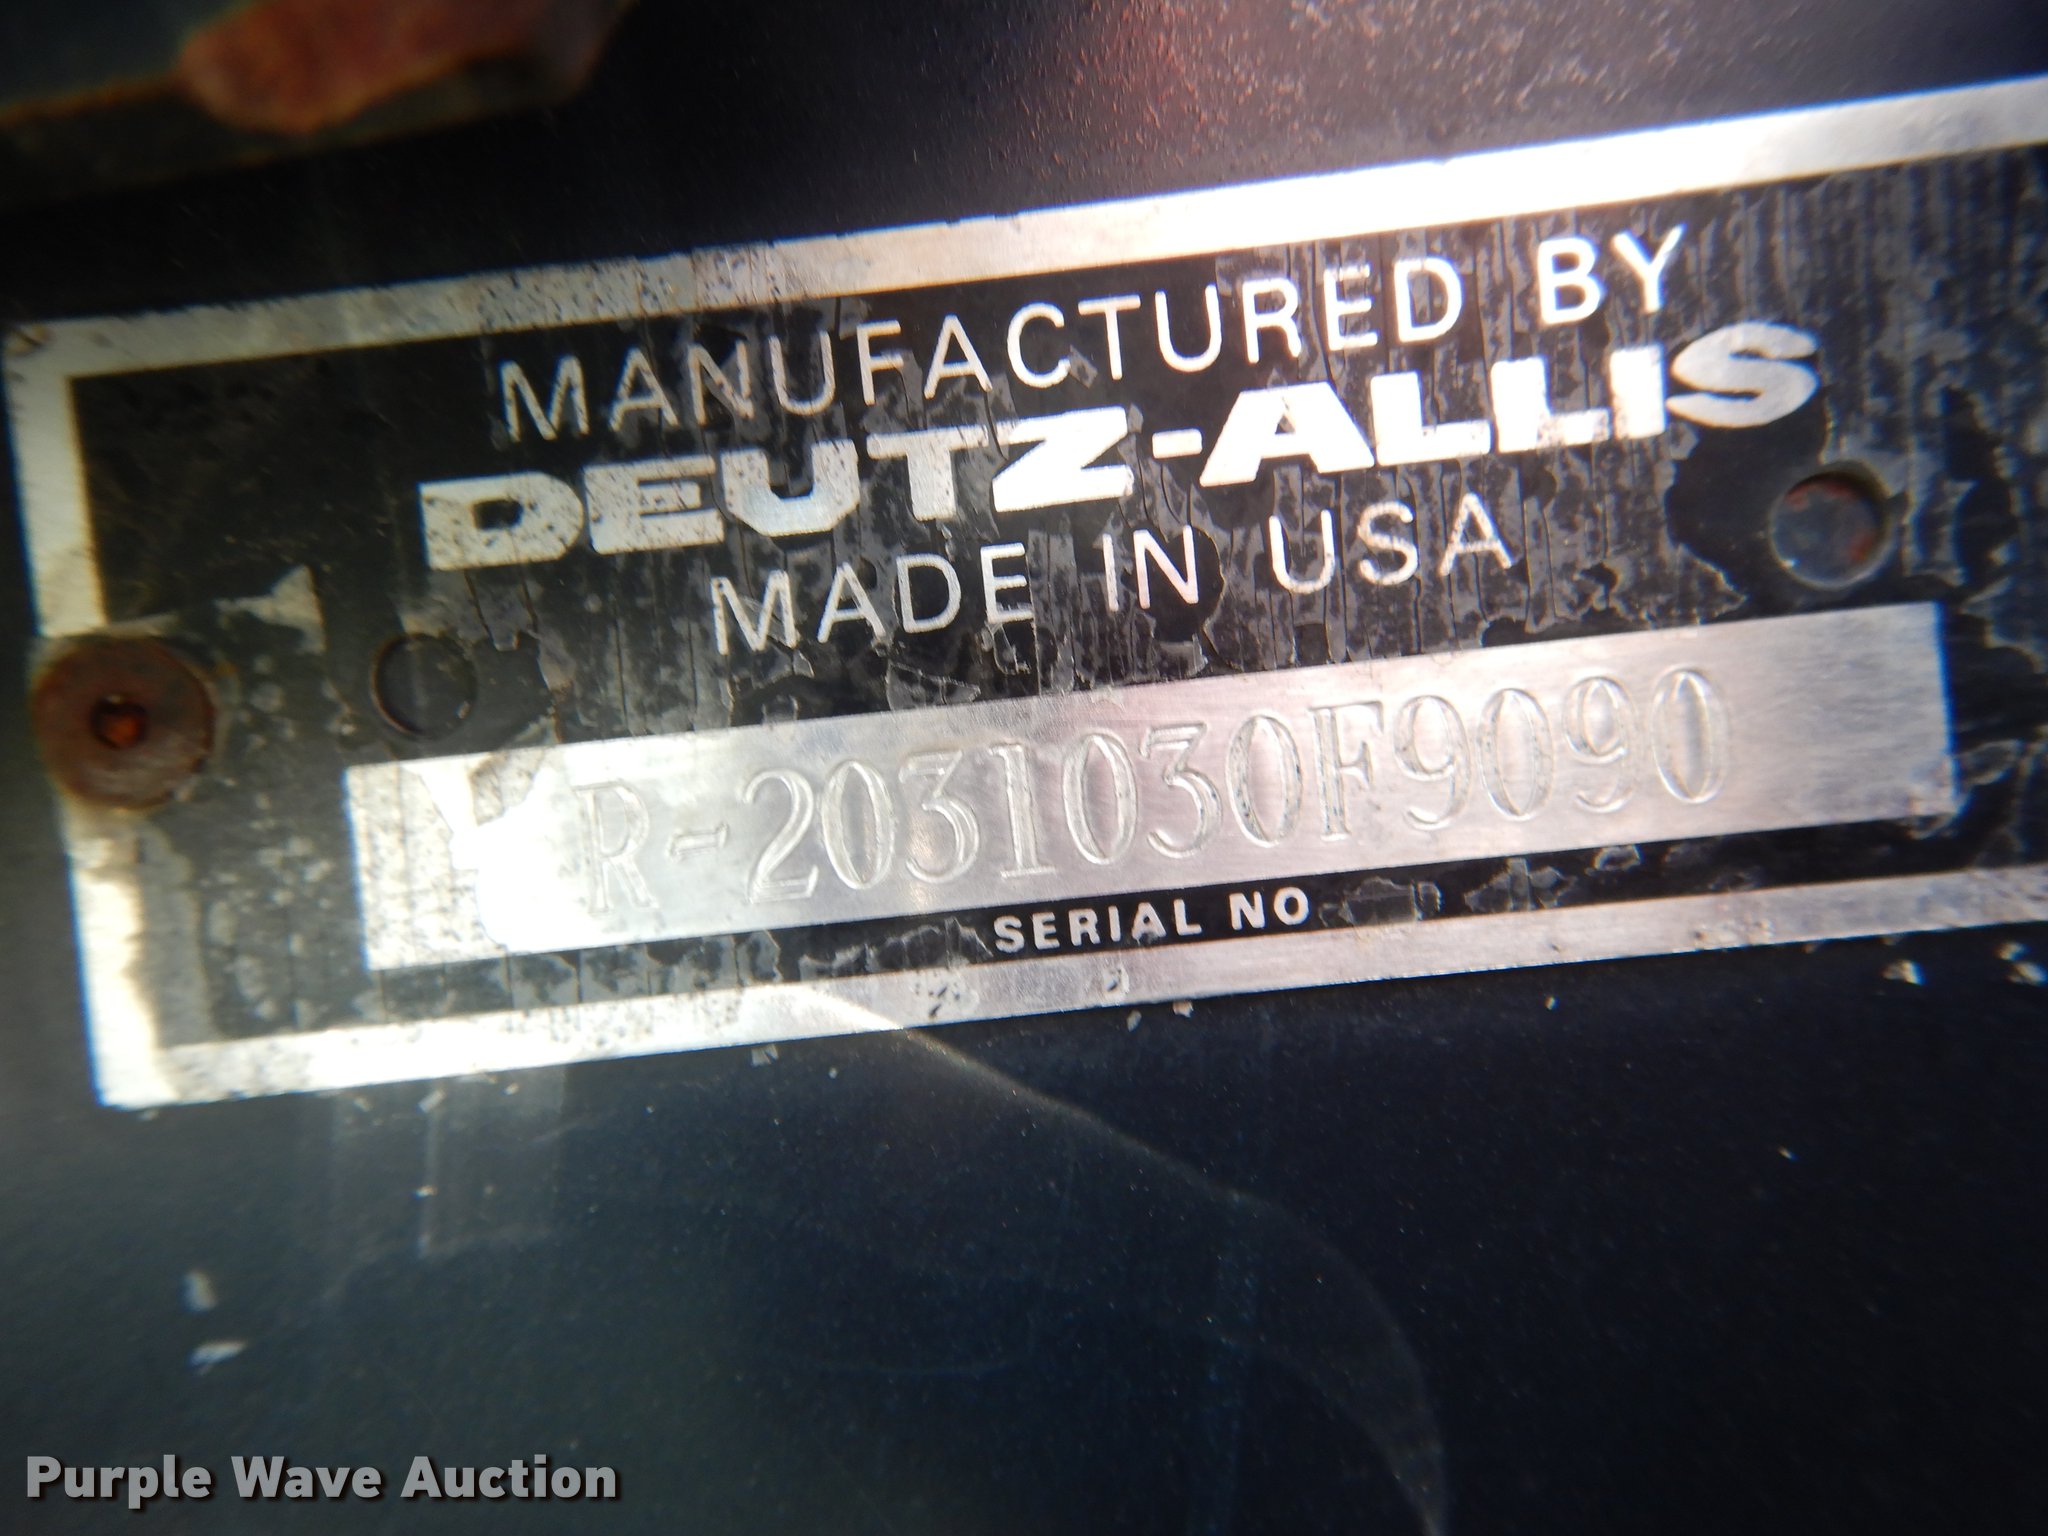 MANUFACTURED BY
DEUTZ-ALLIS
MADE IN USA
R-2031030F9090
SERIAL NO
Purple Wave Auction